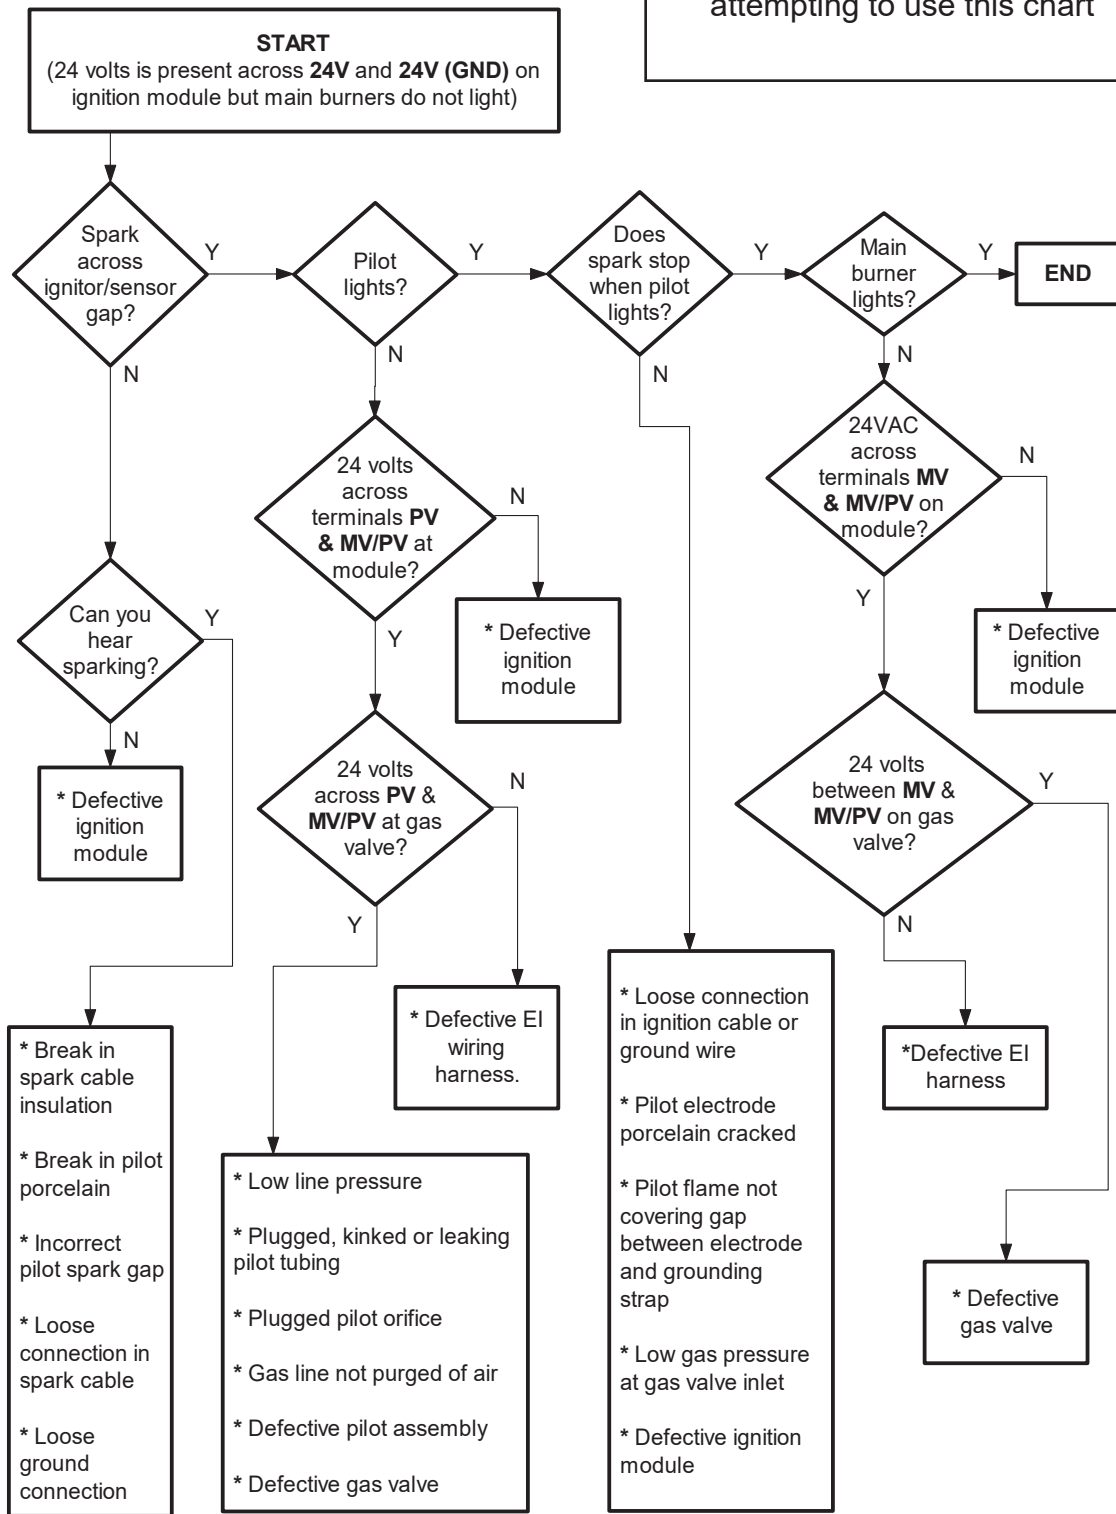 attempting to use this chart
START
(24 volts is present across 24V and 24V (GND) on
ignition module but main burners do not light)
Spark
across
ignitor/sensor
gap?
Y
N
Pilot
lights?
Y
N
Does
spark stop
when pilot
lights?
Y
N
Main
burner
lights?
Y
N
END
24 volts
across
terminals PV
& MV/PV at
module?
N
Y
24VAC
across
terminals MV
& MV/PV on
module?
N
Y
Can you
hear
sparking?
Y
N
* Defective
ignition
module
* Defective
ignition
module
* Defective
ignition
module
24 volts
across PV &
MV/PV at gas
valve?
N
Y
24 volts
between MV &
MV/PV on gas
valve?
Y
N
* Break in
spark cable
insulation
* Break in pilot
porcelain
* Incorrect
pilot spark gap
* Loose
connection in
spark cable
* Loose
ground
connection
* Low line pressure
* Plugged, kinked or leaking
pilot tubing
* Plugged pilot orifice
* Gas line not purged of air
* Defective pilot assembly
* Defective gas valve
* Defective EI
wiring
harness.
* Loose connection
in ignition cable or
ground wire
* Pilot electrode
porcelain cracked
* Pilot flame not
covering gap
between electrode
and grounding
strap
* Low gas pressure
at gas valve inlet
* Defective ignition
module
*Defective EI
harness
* Defective
gas valve